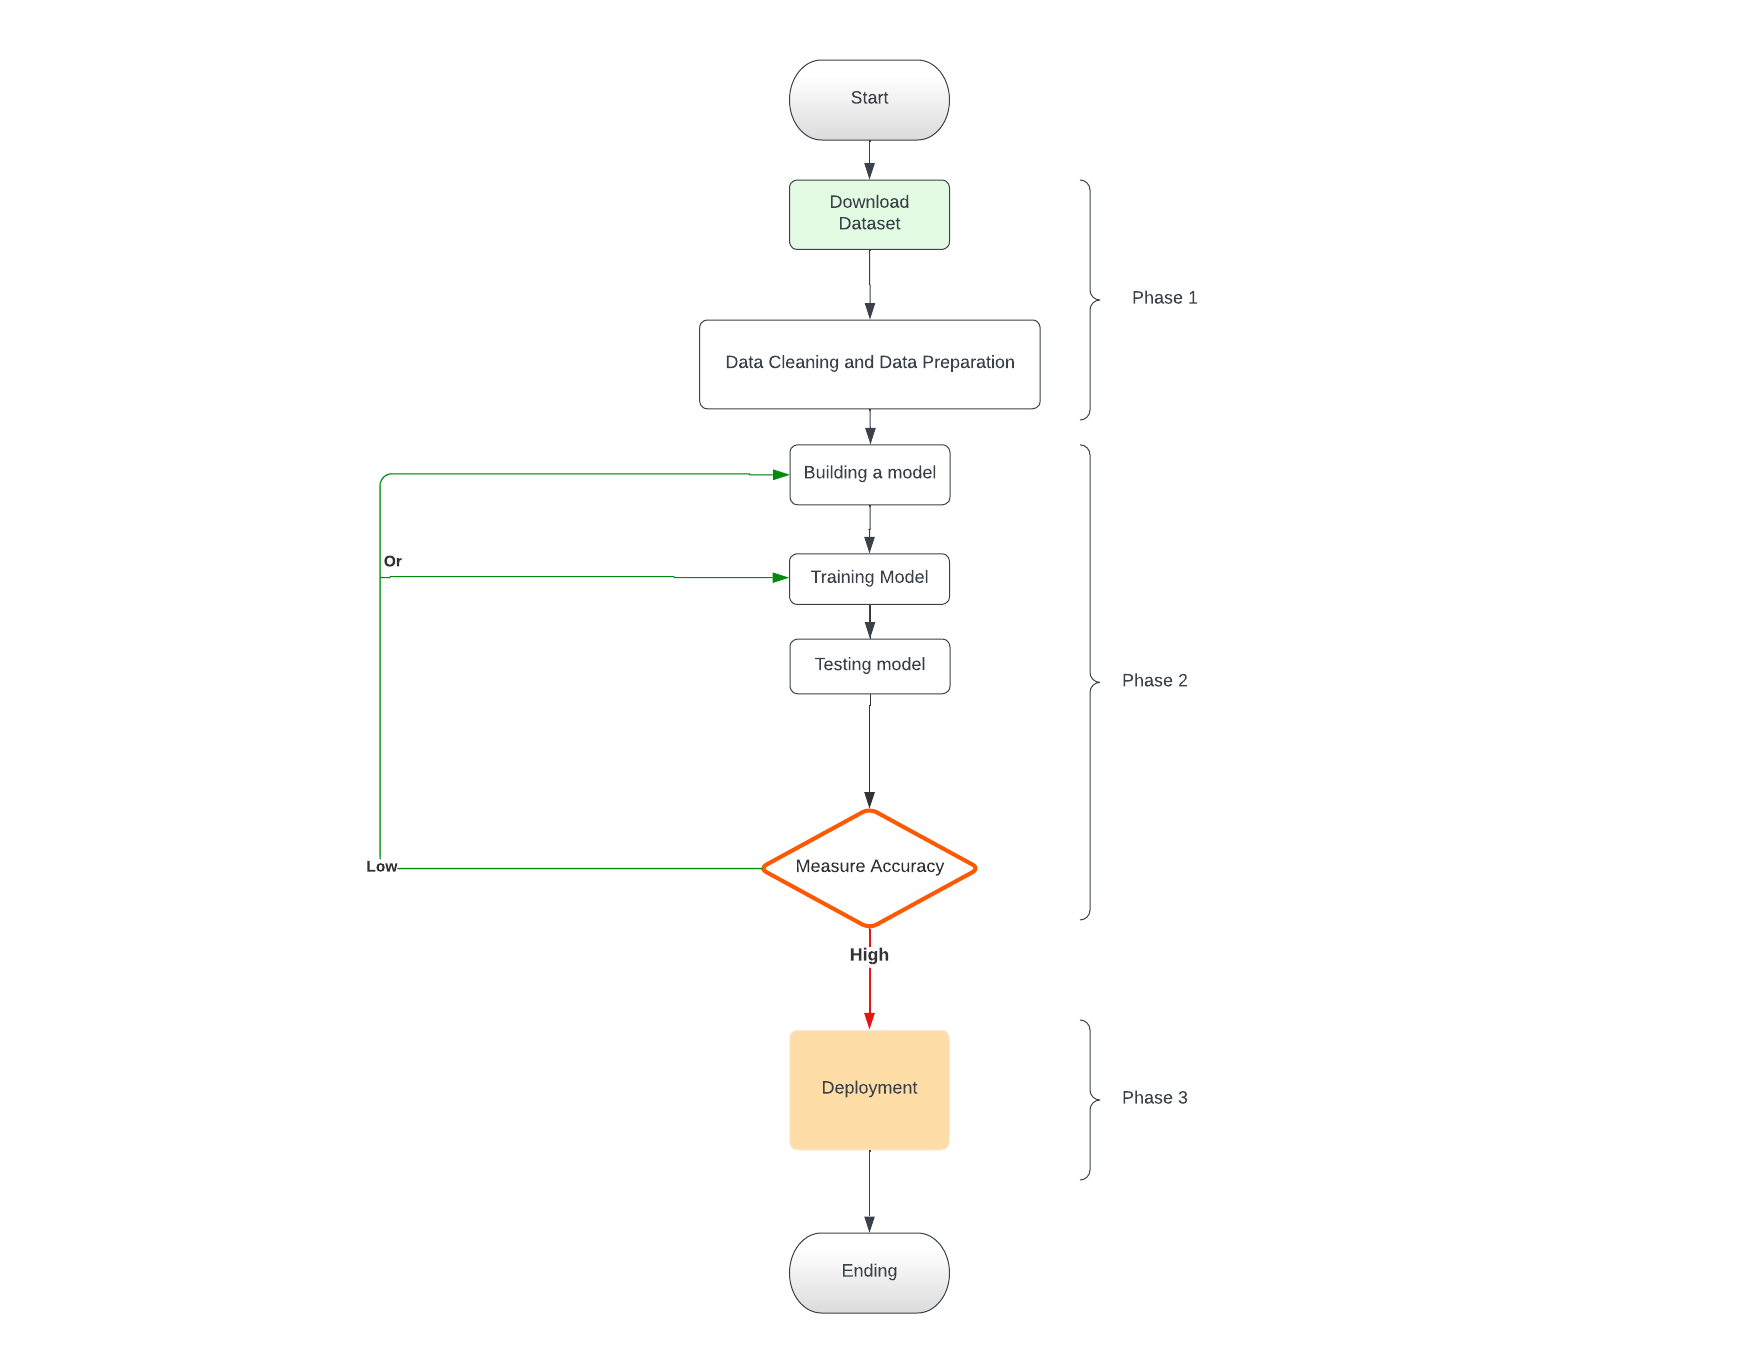 Start
Download
Dataset
Phase 1
Data Cleaning and Data Preparation
Building a model
Or
Training Model
Testing model
Phase 2
Low
Measure Accuracy
High
Deployment
Phase 3
Ending